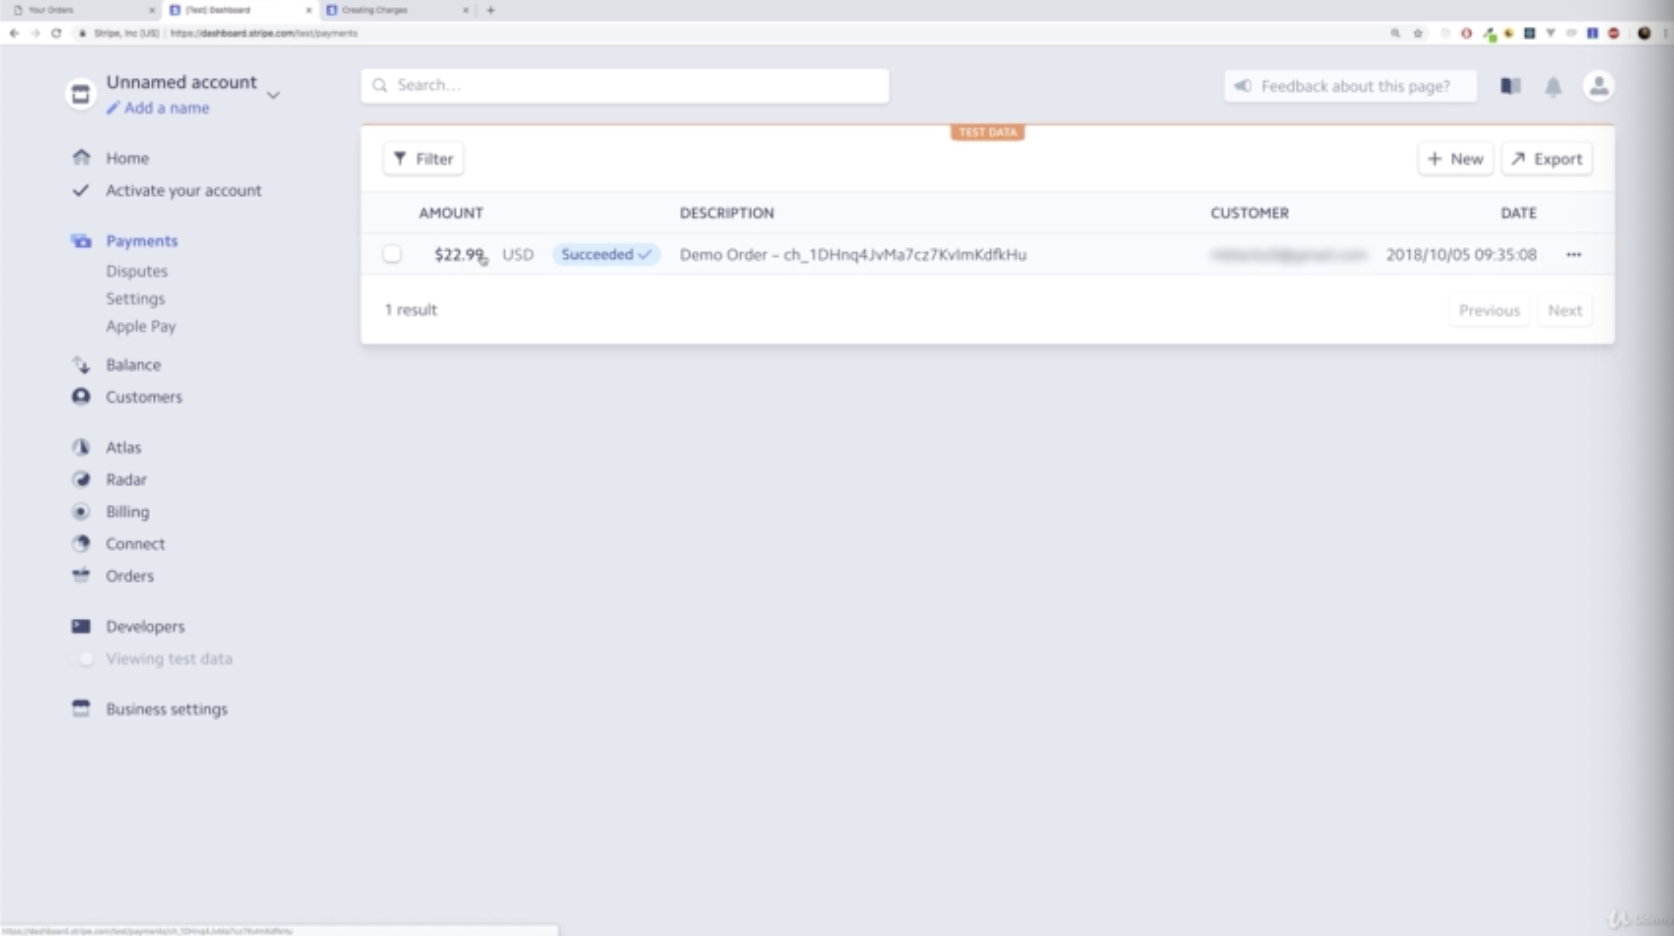 Your Orders
[Test] Dashboard
Creating Charges
Stripe, Inc [US] | https://dashboard.stripe.com/test/payments
Unnamed account
Add a name
Search...
Feedback about this page?
Home
Activate your account
Payments
Disputes
Settings
Apple Pay
Balance
Customers
Atlas
Radar
Billing
Connect
Orders
Developers
Viewing test data
Business settings
TEST DATA
Filter
+ New
Export
AMOUNT DESCRIPTION CUSTOMER DATE
$22.99 USD Succeeded ✓ Demo Order – ch_1DHnq4JvMa7cz7KvlmKdfkHu 2018/10/05 09:35:08 •••
1 result
Previous Next